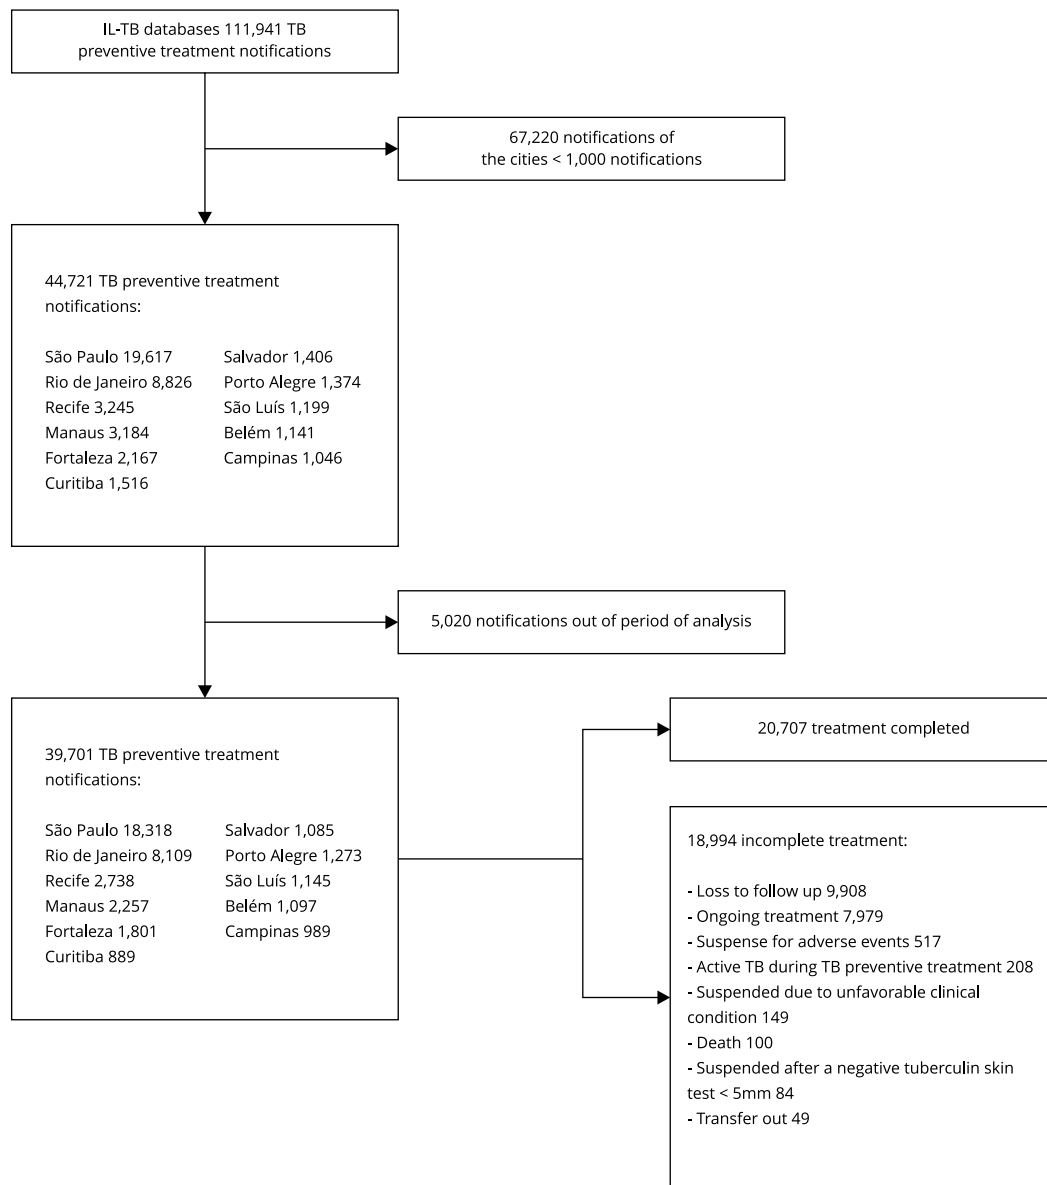 IL-TB databases 111,941 TB
preventive treatment notifications
67,220 notifications of
the cities < 1,000 notifications
44,721 TB preventive treatment
notifications:
São Paulo 19,617
Rio de Janeiro 8,826
Recife 3,245
Manaus 3,184
Fortaleza 2,167
Curitiba 1,516
Salvador 1,406
Porto Alegre 1,374
São Luís 1,199
Belém 1,141
Campinas 1,046
5,020 notifications out of period of analysis
39,701 TB preventive treatment
notifications:
São Paulo 18,318
Rio de Janeiro 8,109
Recife 2,738
Manaus 2,257
Fortaleza 1,801
Curitiba 889
Salvador 1,085
Porto Alegre 1,273
São Luís 1,145
Belém 1,097
Campinas 989
20,707 treatment completed
18,994 incomplete treatment:
- Loss to follow up 9,908
- Ongoing treatment 7,979
- Suspense for adverse events 517
- Active TB during TB preventive treatment 208
- Suspended due to unfavorable clinical
condition 149
- Death 100
- Suspended after a negative tuberculin skin
test < 5mm 84
- Transfer out 49